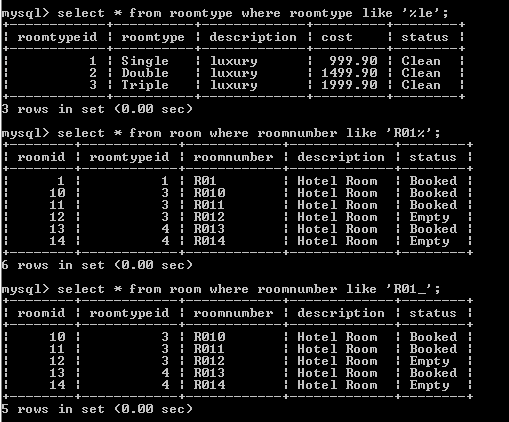 mysql> select * from roomtype where roomtype like '%le';
+------------+----------+-------------+---------+--------+
| roomtypeid | roomtype | description | cost    | status |
+------------+----------+-------------+---------+--------+
|          1 | Single   | luxury      |  999.90 | Clean  |
|          2 | Double   | luxury      | 1499.90 | Clean  |
|          3 | Triple   | luxury      | 1999.90 | Clean  |
+------------+----------+-------------+---------+--------+
3 rows in set (0.00 sec)
mysql> select * from room where roomnumber like 'R01%';
+--------+------------+------------+-------------+--------+
| roomid | roomtypeid | roomnumber | description | status |
+--------+------------+------------+-------------+--------+
|      1 |          1 | R01        | Hotel Room  | Booked |
|     10 |          3 | R010       | Hotel Room  | Booked |
|     11 |          3 | R011       | Hotel Room  | Booked |
|     12 |          3 | R012       | Hotel Room  | Empty  |
|     13 |          4 | R013       | Hotel Room  | Booked |
|     14 |          4 | R014       | Hotel Room  | Empty  |
+--------+------------+------------+-------------+--------+
6 rows in set (0.00 sec)
mysql> select * from room where roomnumber like 'R01_';
+--------+------------+------------+-------------+--------+
| roomid | roomtypeid | roomnumber | description | status |
+--------+------------+------------+-------------+--------+
|     10 |          3 | R010       | Hotel Room  | Booked |
|     11 |          3 | R011       | Hotel Room  | Booked |
|     12 |          3 | R012       | Hotel Room  | Empty  |
|     13 |          4 | R013       | Hotel Room  | Booked |
|     14 |          4 | R014       | Hotel Room  | Empty  |
+--------+------------+------------+-------------+--------+
5 rows in set (0.00 sec)